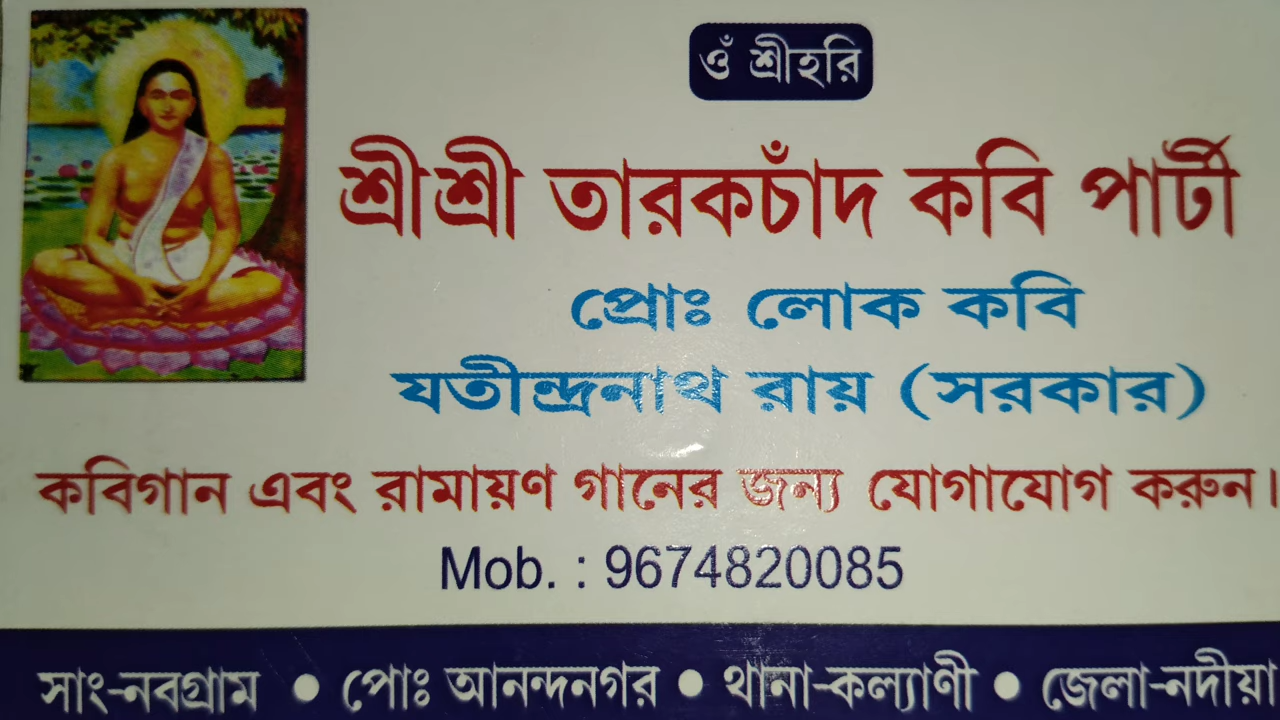 ওঁ শ্রীহরি
শ্রীশ্রী তারকচাঁদ কবি পার্টী
প্রোঃ লোক কবি
যতীন্দ্রনাথ রায় (সরকার)
কবিগান এবং রামায়ণ গানের জন্য যোগাযোগ করুন।
Mob. : 9674820085
সাং-নবগ্রাম ● পোঃ আনন্দনগর ● থানা-কল্যাণী ● জেলা-নদীয়া